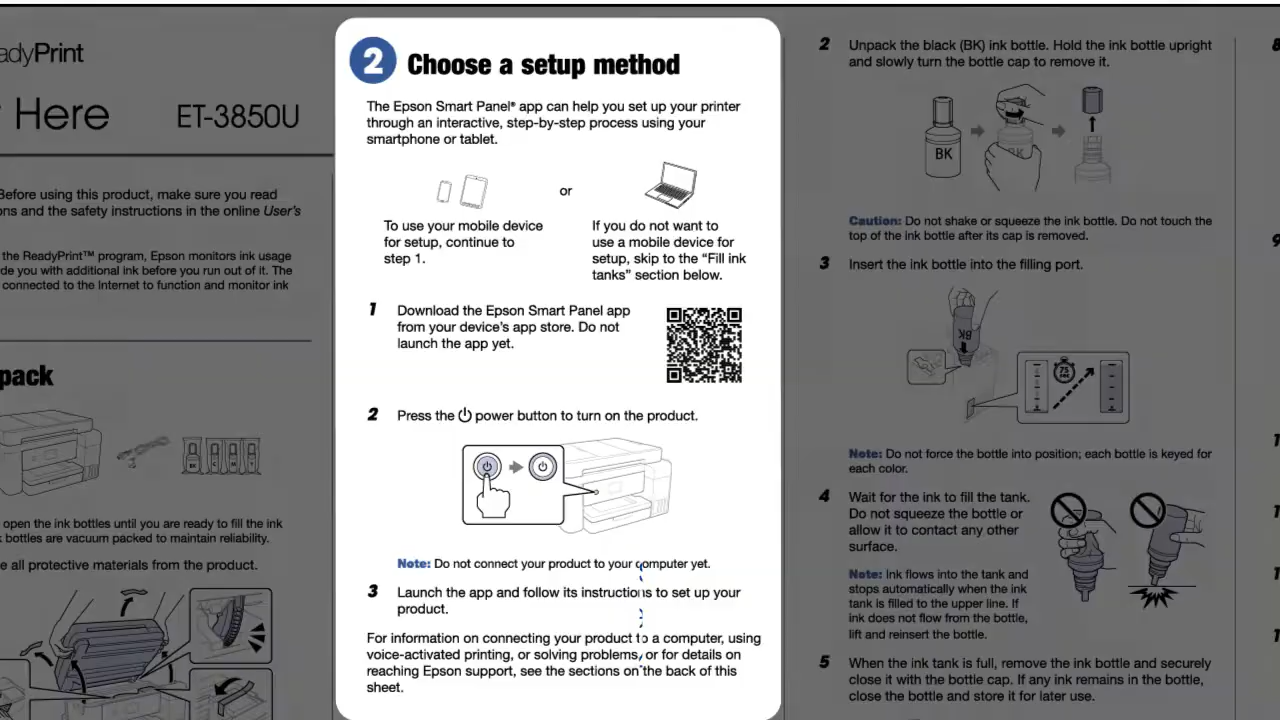 adyPrint
Here
ET-3850U
Before using this product, make sure you read
ons and the safety instructions in the online User's
the ReadyPrint™ program, Epson monitors ink usage
de you with additional ink before you run out of it. The
connected to the Internet to function and monitor ink
pack
open the ink bottles until you are ready to fill the ink
bottles are vacuum packed to maintain reliability.
e all protective materials from the product.
2 Choose a setup method
The Epson Smart Panel® app can help you set up your printer
through an interactive, step-by-step process using your
smartphone or tablet.
or
To use your mobile device
for setup, continue to
step 1.
If you do not want to
use a mobile device for
setup, skip to the “Fill ink
tanks” section below.
1 Download the Epson Smart Panel app
from your device’s app store. Do not
launch the app yet.
2 Press the power button to turn on the product.
Note: Do not connect your product to your computer yet.
3 Launch the app and follow its instructions to set up your
product.
For information on connecting your product to a computer, using
voice-activated printing, or solving problems, or for details on
reaching Epson support, see the sections on the back of this
sheet.
2 Unpack the black (BK) ink bottle. Hold the ink bottle upright
and slowly turn the bottle cap to remove it.
BK
BK
Caution: Do not shake or squeeze the ink bottle. Do not touch the
top of the ink bottle after its cap is removed.
3 Insert the ink bottle into the filling port.
BK
75
Note: Do not force the bottle into position; each bottle is keyed for
each color.
4 Wait for the ink to fill the tank.
Do not squeeze the bottle or
allow it to contact any other
surface.
Note: Ink flows into the tank and
stops automatically when the ink
tank is filled to the upper line. If
ink does not flow from the bottle,
lift and reinsert the bottle.
5 When the ink tank is full, remove the ink bottle and securely
close it with the bottle cap. If any ink remains in the bottle,
close the bottle and store it for later use.